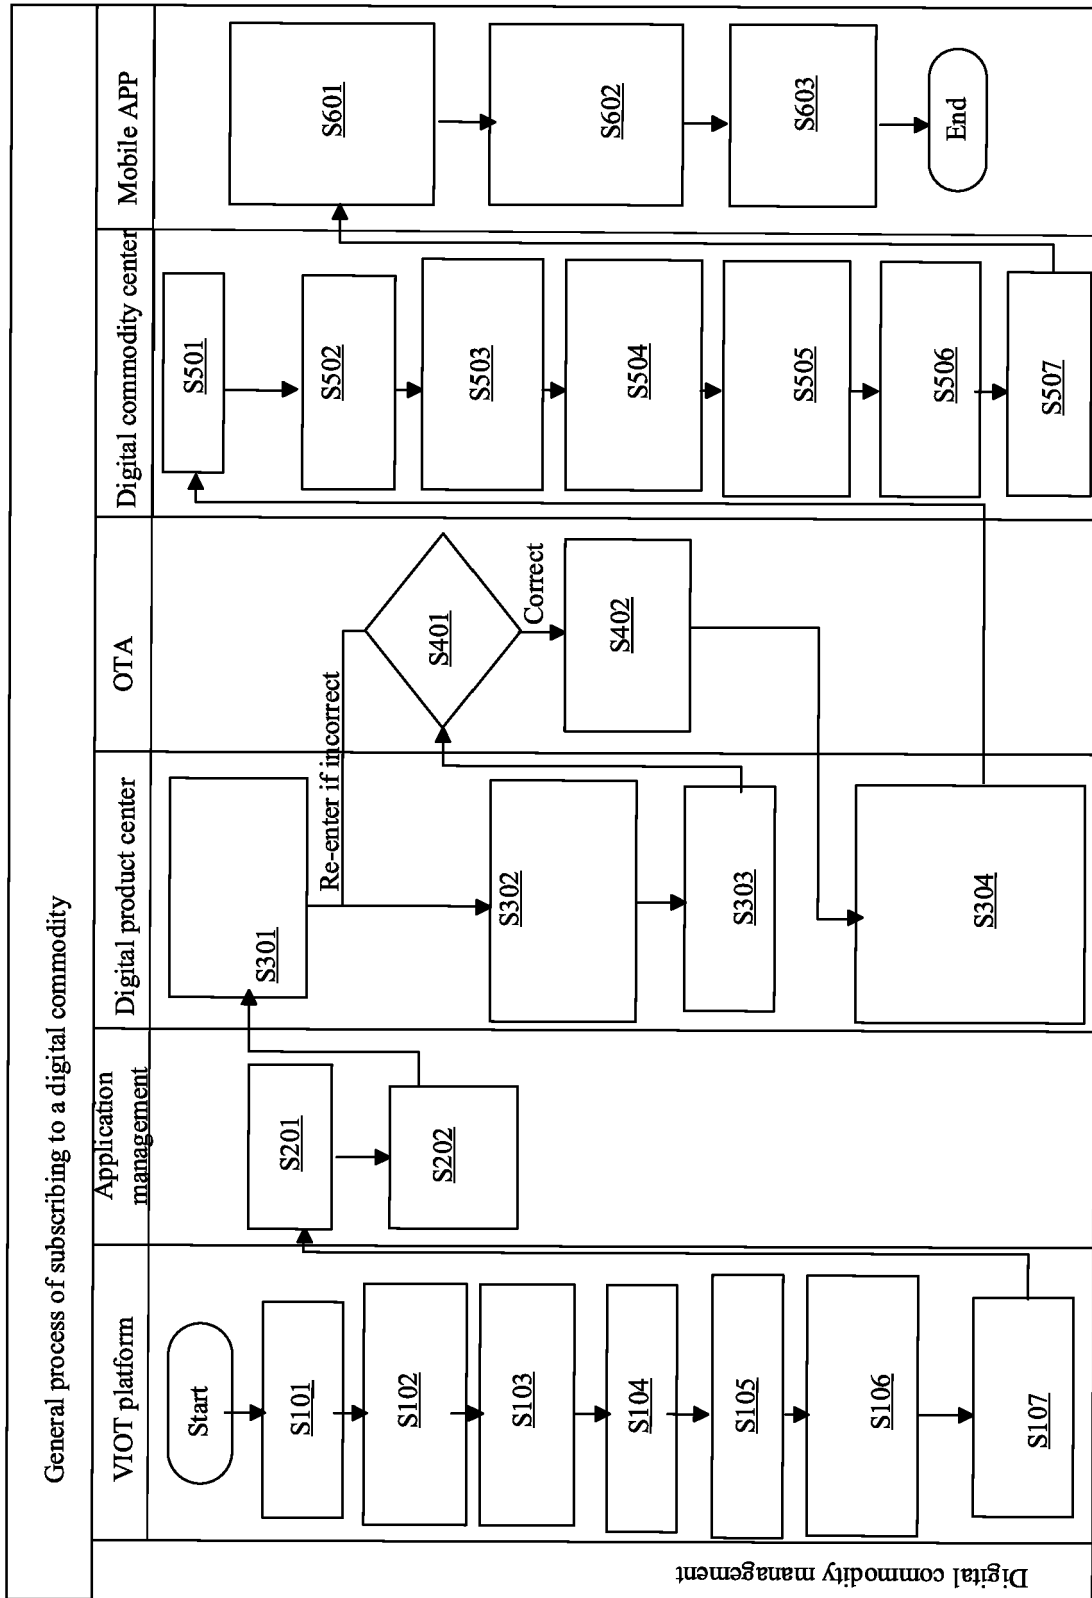 General process of subscribing to a digital commodity
VIOT platform
Application
management
Digital product center
OTA
Digital commodity center
Mobile APP
Digital commodity management
Start
S101
S102
S103
S104
S105
S106
S107
S201
S202
S301
Re-enter if incorrect
S302
S303
S304
S401
Correct
S402
S501
S502
S503
S504
S505
S506
S507
S601
S602
S603
End